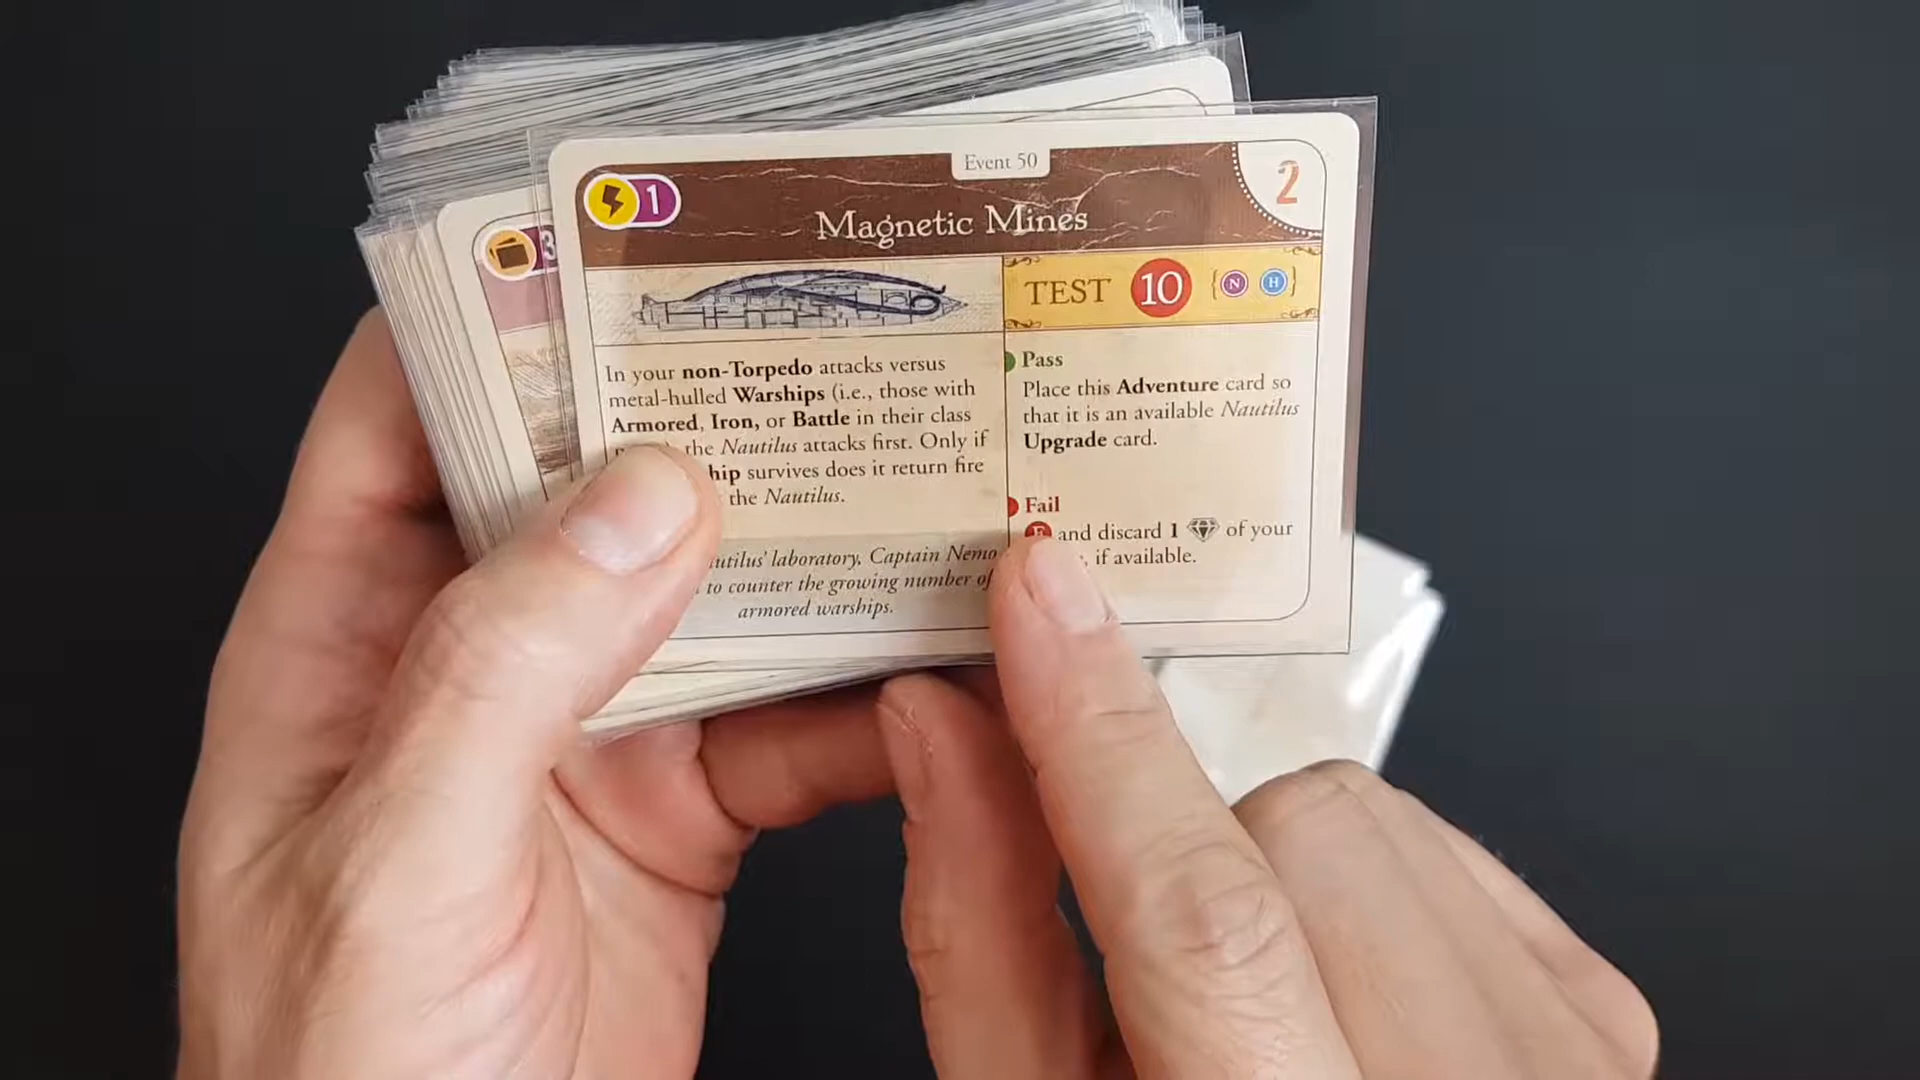 Event 50
1
2
Magnetic Mines
3
TEST 10 {N H}
In your non-Torpedo attacks versus
metal-hulled Warships (i.e., those with
Armored, Iron, or Battle in their class
the Nautilus attacks first. Only if
survives does it return fire
the Nautilus.
laboratory, Captain Nemo
to counter the growing number of
armored warships.
Pass
Place this Adventure card so
that it is an available Nautilus
Upgrade card.
Fail
and discard 1 of your
, if available.